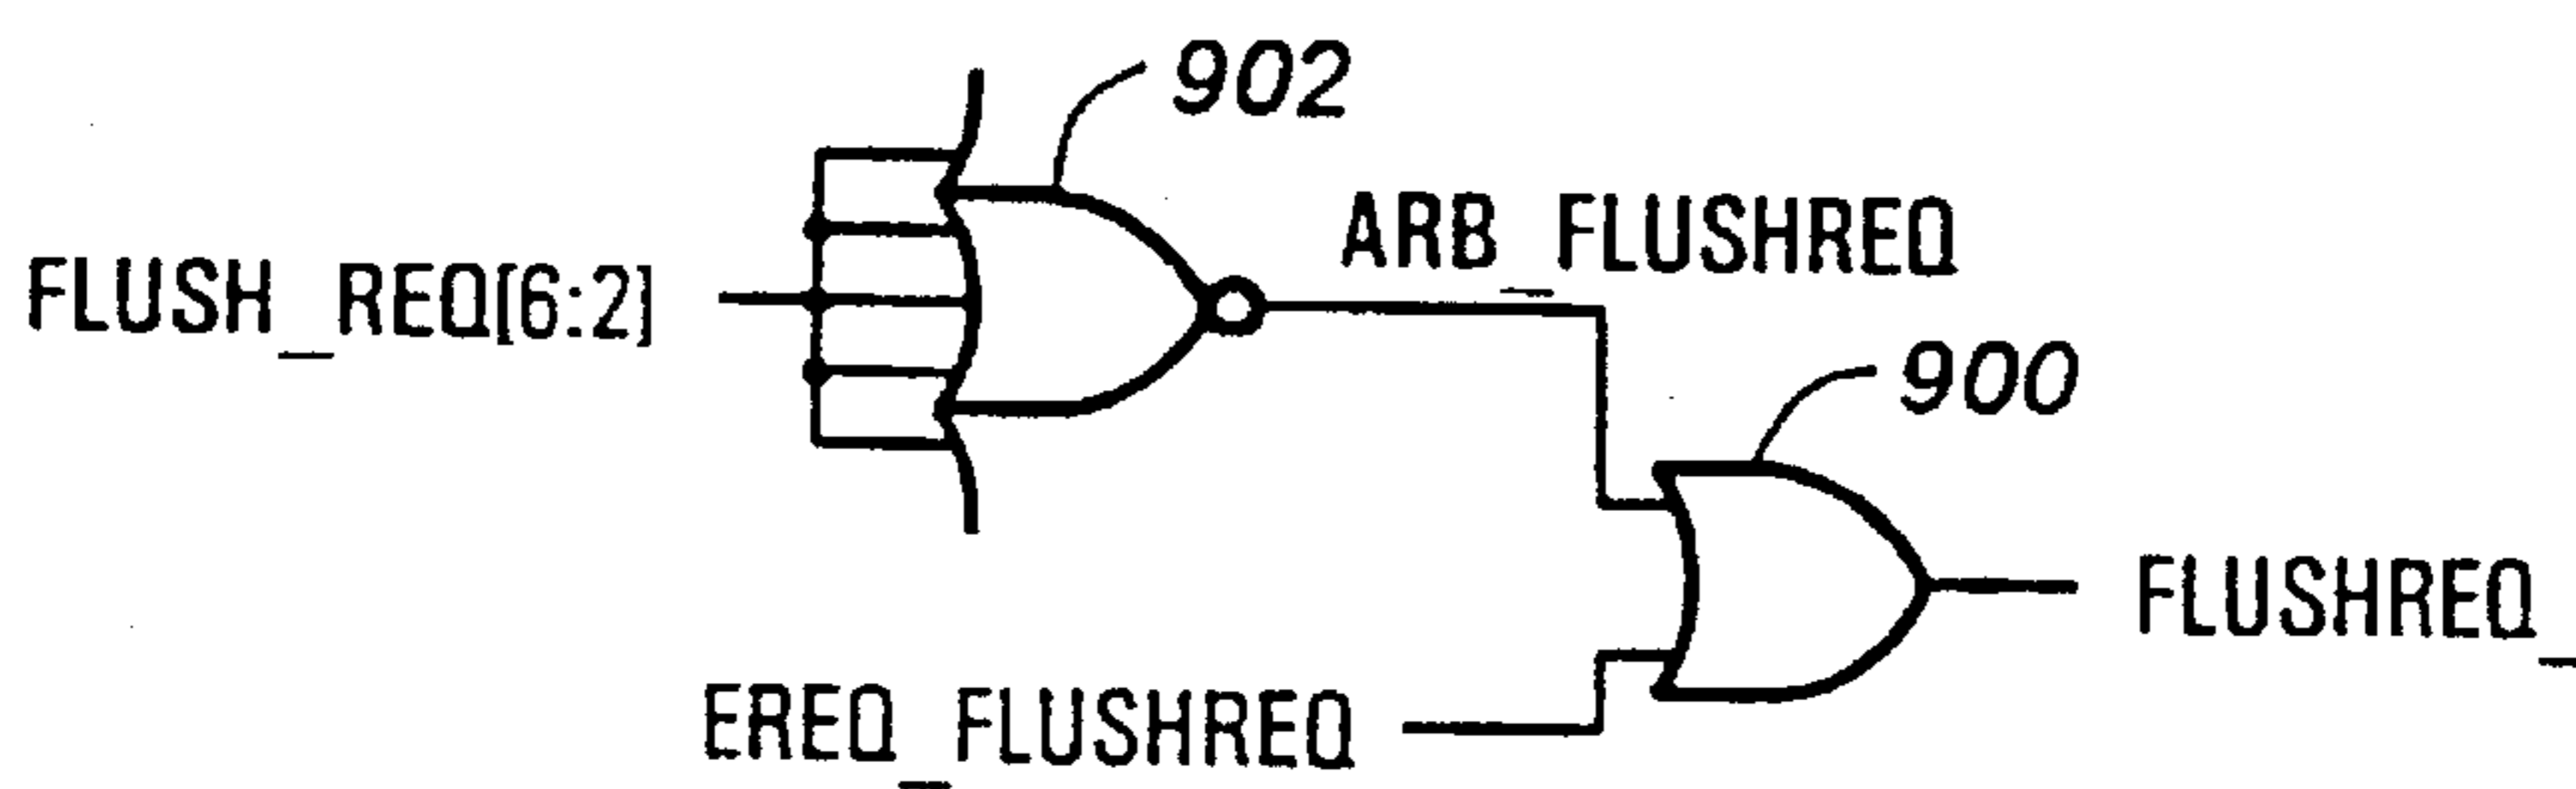 902
ARB_FLUSHREQ
FLUSH_REQ[6:2]
900
FLUSHREQ_
EREQ_FLUSHREQ